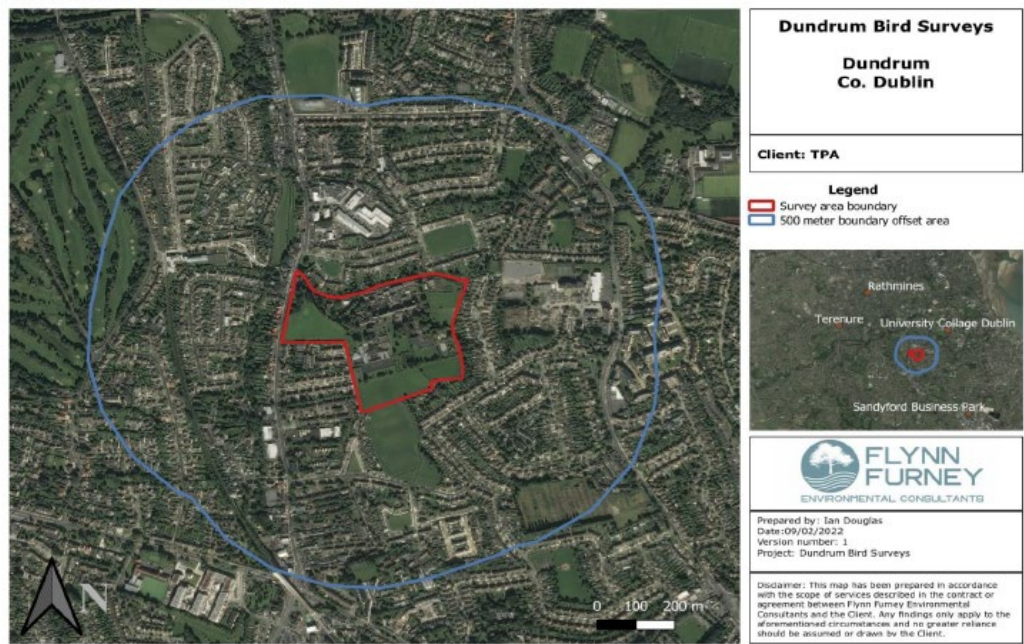 Dundrum Bird Surveys
Dundrum
Co. Dublin
Client: TPA
Legend
Survey area boundary
500 meter boundary offset area
Rathmines
Terenure
University Collage Dublin
Sandyford Business Park
FLYNN
FURNEY
ENVIRONMENTAL CONSULTANTS
Prepared by: Ian Douglas
Date:09/02/2022
Version number: 1
Project: Dundrum Bird Surveys
Disclaimer: This map has been prepared in accordance
with the scope of services described in the contract or
agreement between Flynn Furney Environmental
Consultants and the Client. Any findings only apply to the
aforementioned circumstances and no greater reliance
should be assumed or drawn by the Client.
N
0 100 200 m